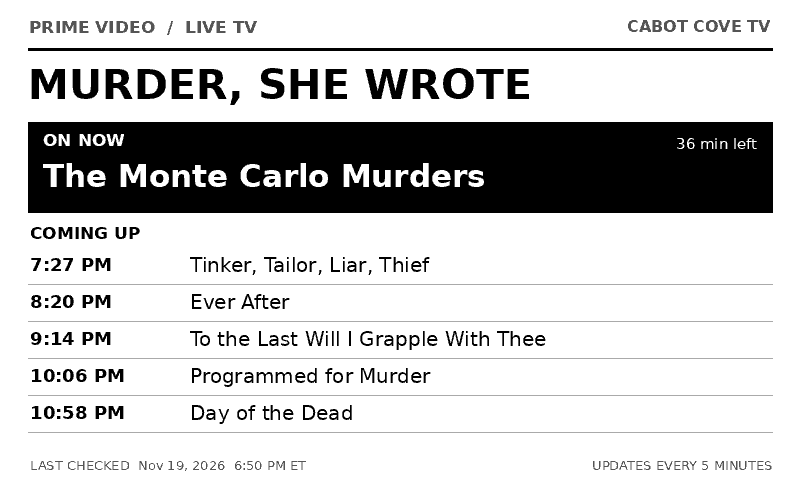 PRIME VIDEO / LIVE TV
CABOT COVE TV
MURDER, SHE WROTE
ON NOW
36 min left
The Monte Carlo Murders
COMING UP
7:27 PM Tinker, Tailor, Liar, Thief
8:20 PM Ever After
9:14 PM To the Last Will I Grapple With Thee
10:06 PM Programmed for Murder
10:58 PM Day of the Dead
LAST CHECKED Nov 19, 2026 6:50 PM ET
UPDATES EVERY 5 MINUTES